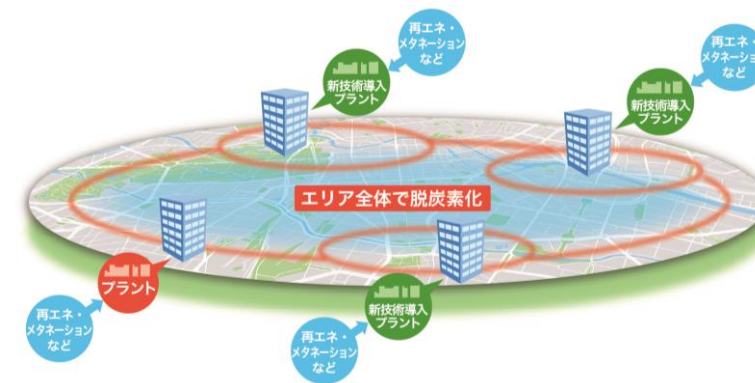 再エネ・
メタネーション
など
新技術導入
プラント
再エネ・
メタネーション
など
新技術導入
プラント
エリア全体で脱炭素化
プラント
再エネ・
メタネーション
など
新技術導入
プラント
再エネ・
メタネーション
など